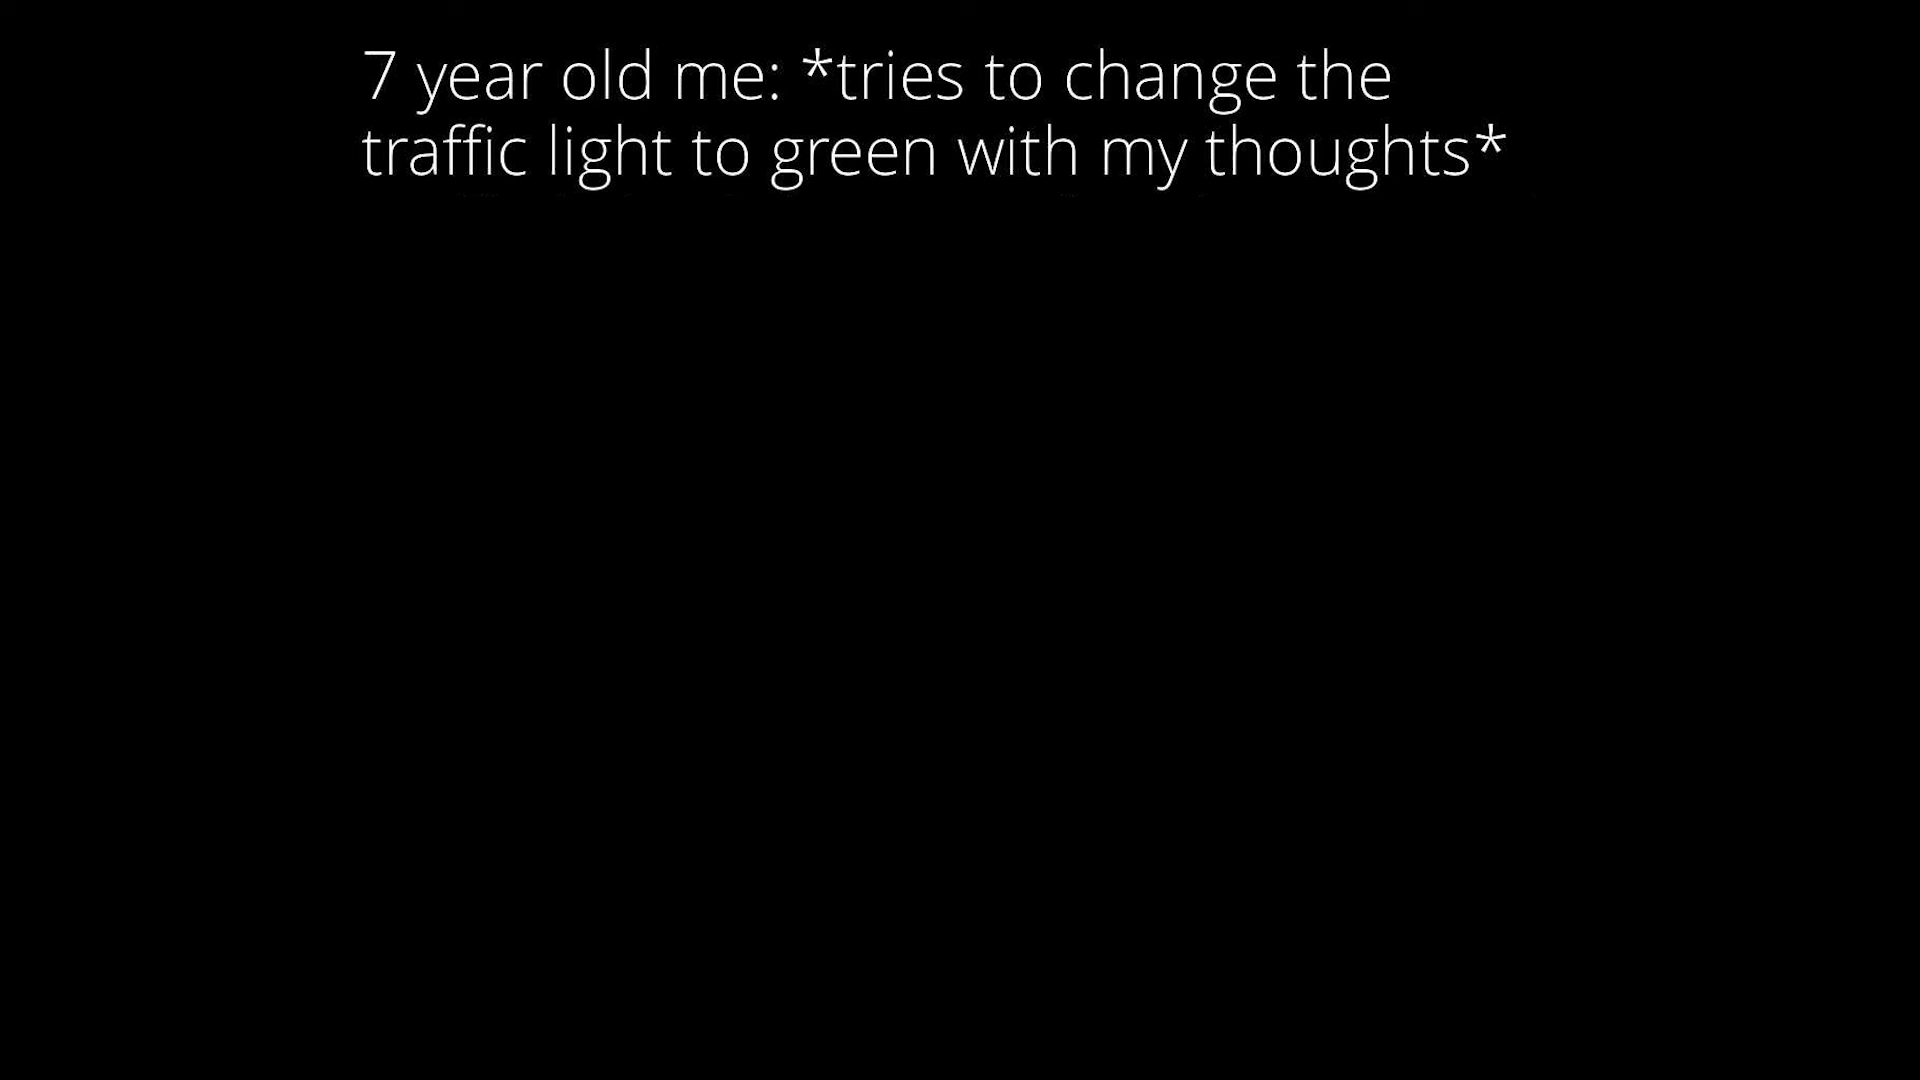 7 year old me: *tries to change the
traffic light to green with my thoughts*